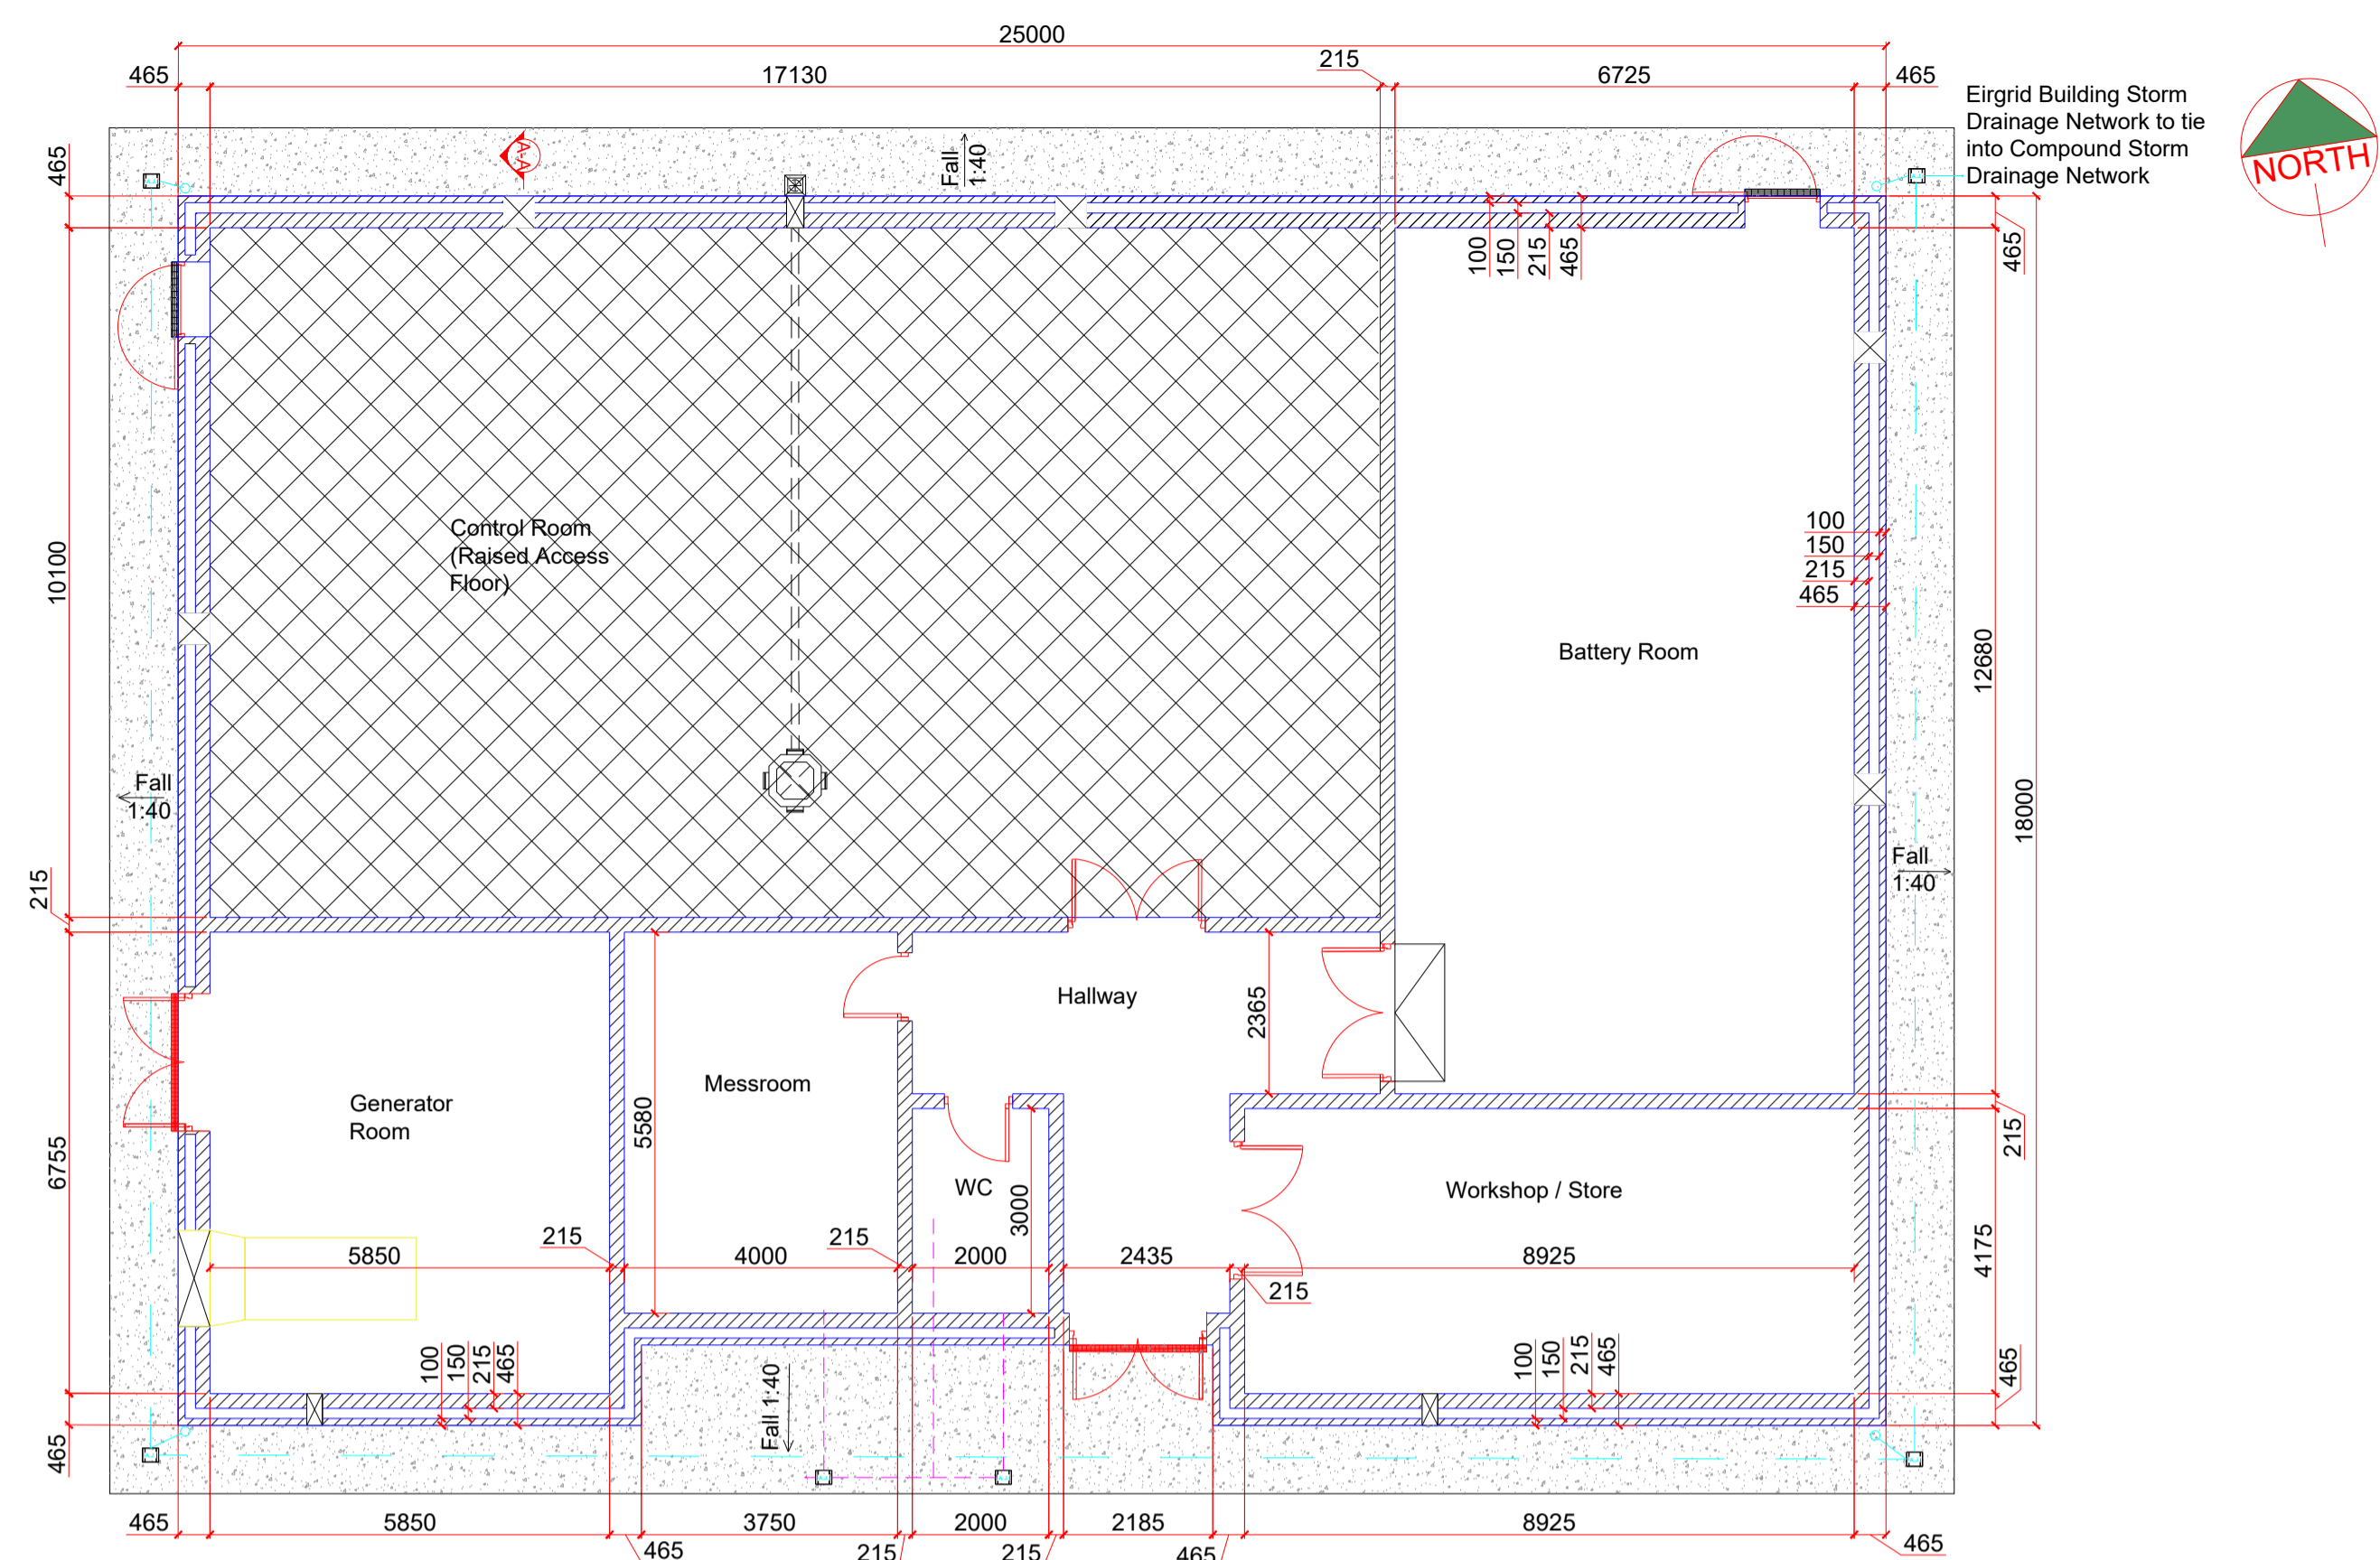 25000
465
17130
215
6725
465
Eirgrid Building Storm
Drainage Network to tie
into Compound Storm
Drainage Network
NORTH
465
A-A
Fall
1:40
465
100
150
215
465
10100
Control Room
(Raised Access
Floor)
100
150
215
465
Battery Room
12680
18000
Fall
1:40
Fall
1:40
215
Hallway
2365
Messroom
Generator
Room
5580
6755
215
WC
3000
Workshop / Store
4175
215
5850
4000
215
2000
2435
8925
215
100
150
215
465
100
150
215
465
465
Fall 1:40
465
465
5850
3750
2000
2185
8925
465
215
215
465
465